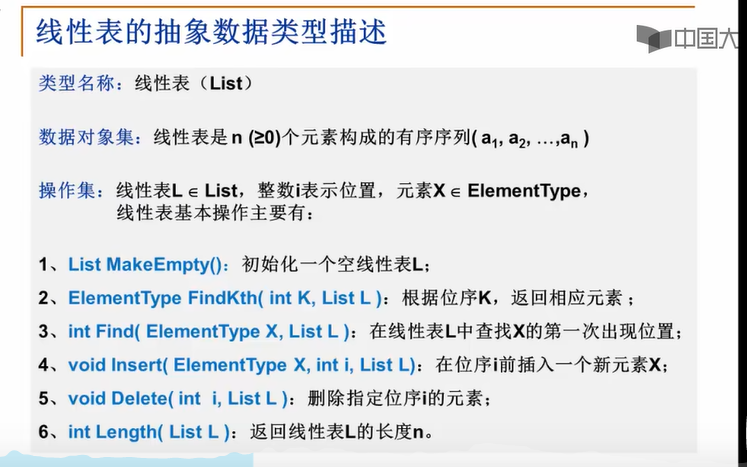 线性表的抽象数据类型描述
中国大
类型名称：线性表（List）
数据对象集：线性表是 n (≥0)个元素构成的有序序列( a1, a2, …,an )
操作集：线性表L ∈ List，整数i表示位置，元素X ∈ ElementType，
线性表基本操作主要有：
1、List MakeEmpty()：初始化一个空线性表L；
2、ElementType FindKth( int K, List L )：根据位序K，返回相应元素；
3、int Find( ElementType X, List L )：在线性表L中查找X的第一次出现位置；
4、void Insert( ElementType X, int i, List L)：在位序i前插入一个新元素X；
5、void Delete( int i, List L )：删除指定位序i的元素；
6、int Length( List L )：返回线性表L的长度n。